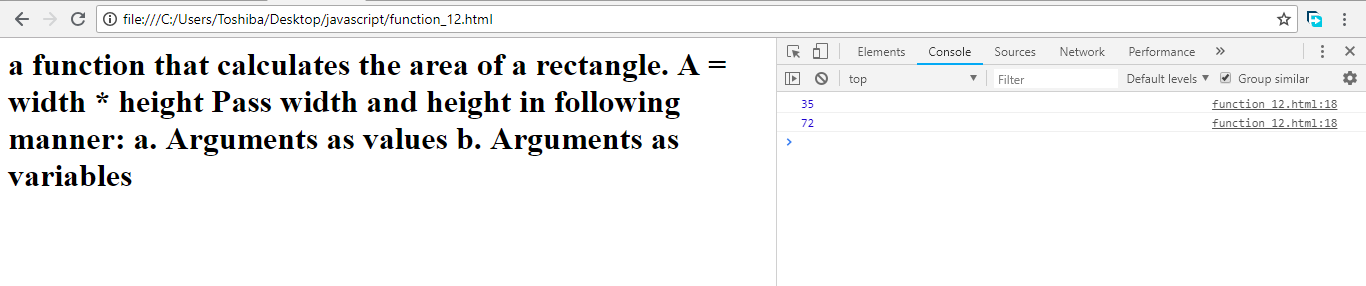 file:///C:/Users/Toshiba/Desktop/javascript/function_12.html
a function that calculates the area of a rectangle. A =
width * height Pass width and height in following
manner: a. Arguments as values b. Arguments as
variables
Elements Console Sources Network Performance »
top Filter Default levels Group similar
35 function_12.html:18
72 function_12.html:18